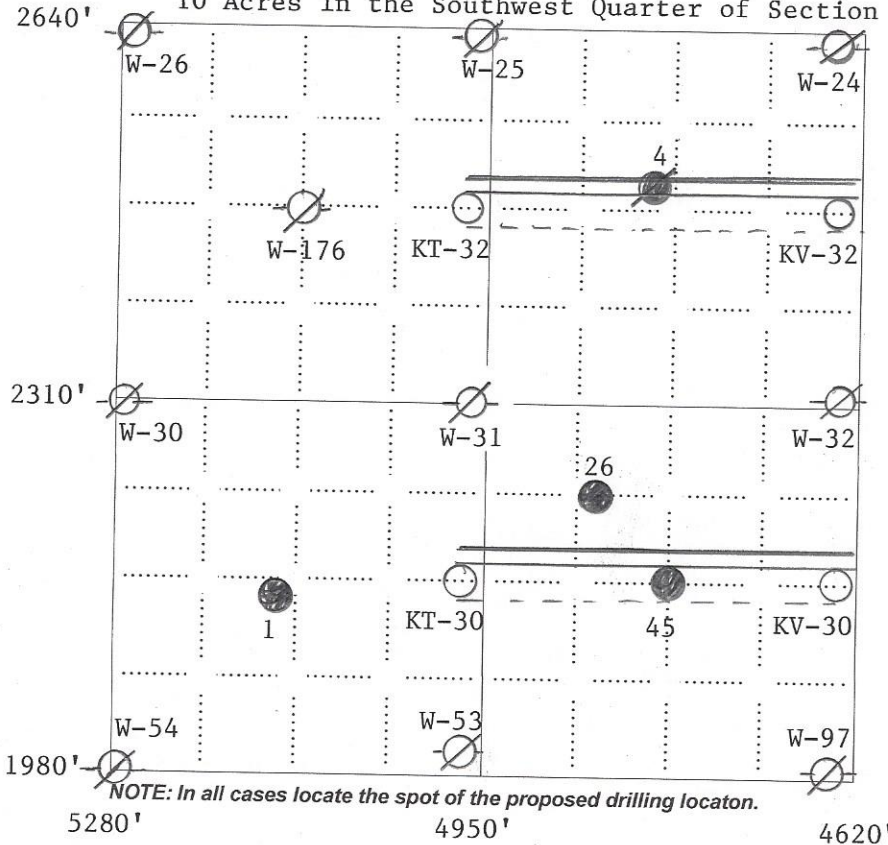 10 Acres in the Southwest Quarter of Section
2640'
W-26
W-25
W-24
4
W-176
KT-32
KV-32
2310'
W-30
W-31
W-32
26
1
KT-30
45
KV-30
W-54
W-53
W-97
1980'
NOTE: In all cases locate the spot of the proposed drilling locaton.
5280'
4950'
4620'